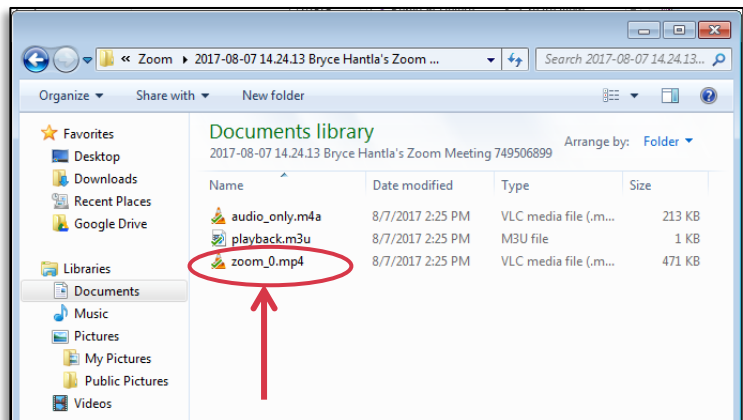 « Zoom ▸ 2017-08-07 14.24.13 Bryce Hantla's Zoom ... Search 2017-08-07 14.24.13...
Organize Share with New folder
Favorites
Desktop
Downloads
Recent Places
Google Drive
Libraries
Documents
Music
Pictures
My Pictures
Public Pictures
Videos
Documents library
2017-08-07 14.24.13 Bryce Hantla's Zoom Meeting 749506899
Arrange by: Folder
Name Date modified Type Size
audio_only.m4a 8/7/2017 2:25 PM VLC media file (.m... 213 KB
playback.m3u 8/7/2017 2:25 PM M3U file 1 KB
zoom_0.mp4 8/7/2017 2:25 PM VLC media file (.m... 471 KB